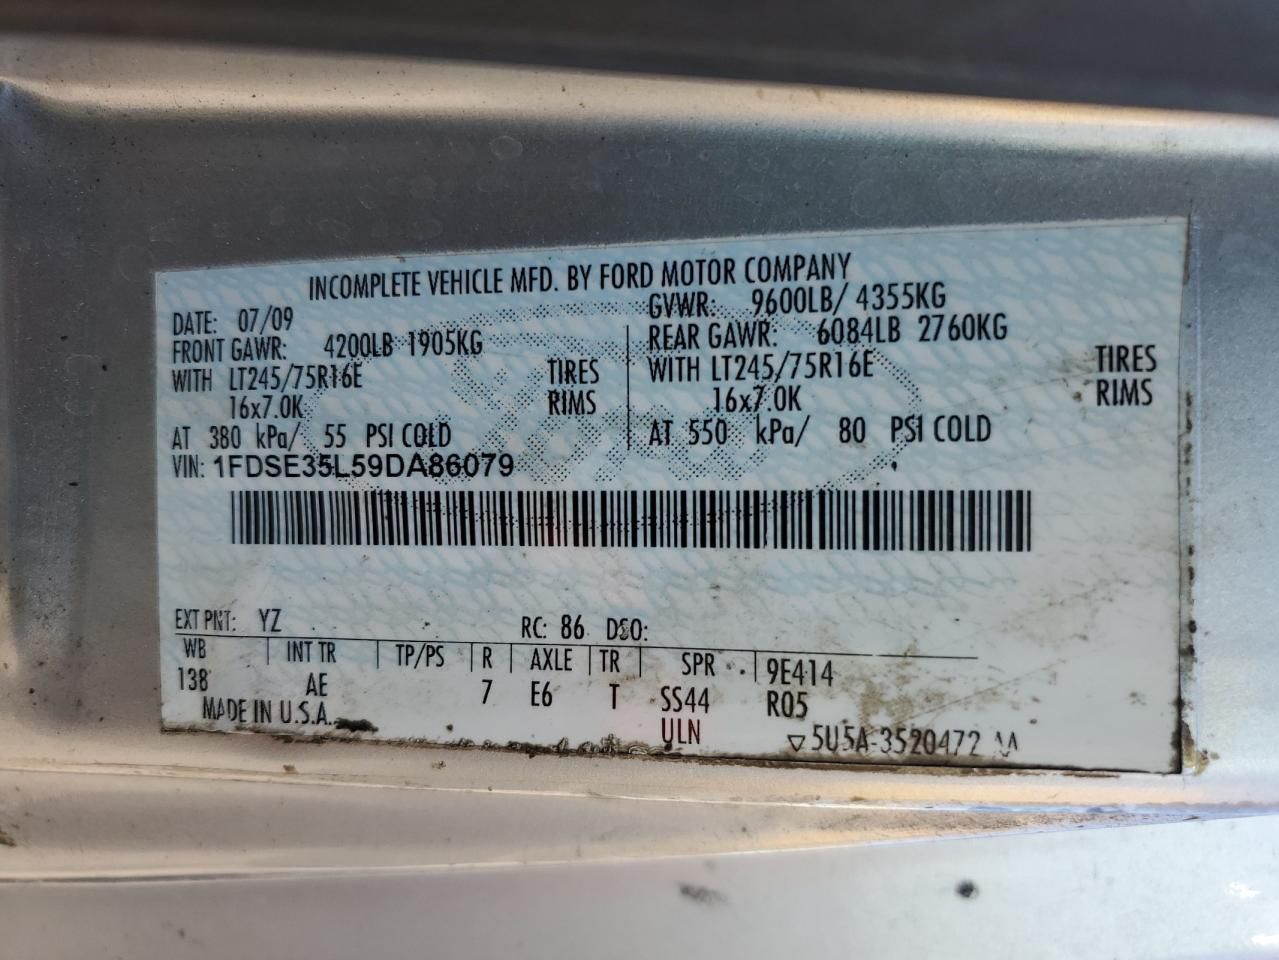 INCOMPLETE VEHICLE MFD. BY FORD MOTOR COMPANY
DATE: 07/09 GVWR: 9600LB/ 4355KG
FRONT GAWR: 4200LB 1905KG REAR GAWR: 6084LB 2760KG
WITH LT245/75R16E TIRES WITH LT245/75R16E TIRES
16x7.0K RIMS 16x7.0K RIMS
AT 380 kPa/ 55 PSI COLD AT 550 kPa/ 80 PSI COLD
VIN: 1FDSE35L59DA86079
EXT PNT: YZ RC: 86 DSO:
WB INT TR TP/PS R AXLE TR SPR 9E414
138 AE 7 E6 T SS44 R05
MADE IN U.S.A. ULN 5U5A-3520472